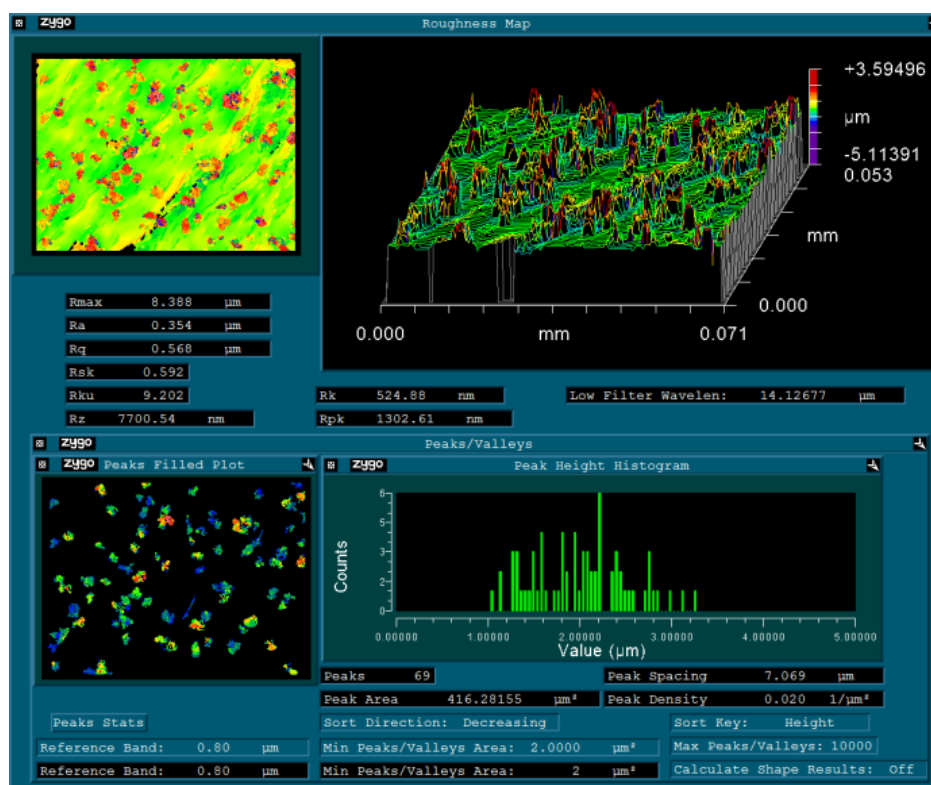 zygo Roughness Map
+3.59496
µm
-5.11391
0.053
mm
0.000
0.000 mm 0.071
Rmax 8.388 µm
Ra 0.354 µm
Rq 0.568 µm
Rsk 0.592
Rku 9.202
Rz 7700.54 nm
Rk 524.88 nm
Rpk 1302.61 nm
Low Filter Wavelen: 14.12677 µm
zygo Peaks/Valleys
zygo Peaks Filled Plot
zygo Peak Height Histogram
6
5
3
2
0
Counts
0.00000 1.00000 2.00000 3.00000 4.00000 5.00000
Value (µm)
Peaks 69
Peak Spacing 7.069 µm
Peak Area 416.28155 µm²
Peak Density 0.020 1/µm²
Peaks Stats
Sort Direction: Decreasing
Sort Key: Height
Reference Band: 0.80 µm
Min Peaks/Valleys Area: 2.0000 µm²
Max Peaks/Valleys: 10000
Reference Band: 0.80 µm
Min Peaks/Valleys Area: 2 µm²
Calculate Shape Results: Off